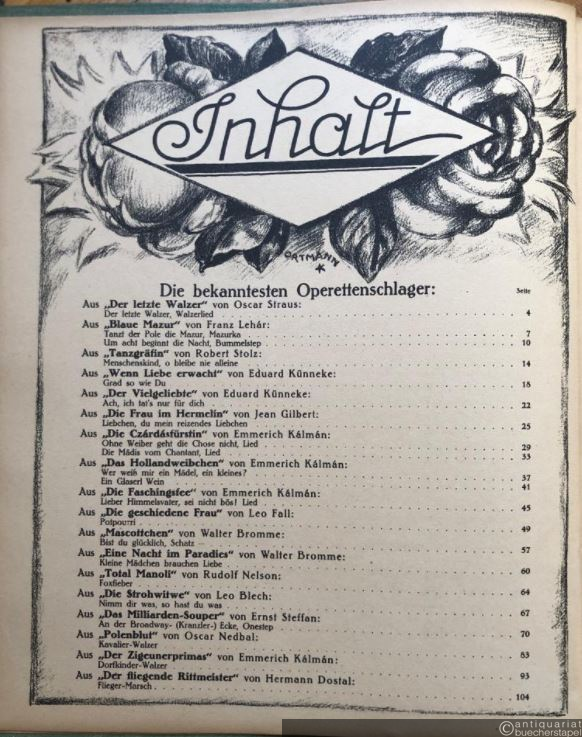 Inhalt
ORTMANN
Die bekanntesten Operettenschlager: Seite
Aus „Der letzte Walzer“ von Oscar Straus:
Der letzte Walzer, Walzerlied 4
Aus „Blaue Mazur“ von Franz Lehár:
Tanzt der Pole die Mazur, Mazurka 7
Um acht beginnt die Nacht, Bummelstep 10
Aus „Tanzgräfin“ von Robert Stolz:
Menschenskind, o bleibe nie alleine 14
Aus „Wenn Liebe erwacht“ von Eduard Künneke:
Grad so wie Du 18
Aus „Der Vielgeliebte“ von Eduard Künneke:
Ach, ich tat's nur für dich 22
Aus „Die Frau im Hermelin“ von Jean Gilbert:
Liebchen, du mein reizendes Liebchen 25
Aus „Die Czárdásfürstin“ von Emmerich Kálmán:
Ohne Weiber geht die Chose nicht, Lied 29
Die Mädis vom Chantant, Lied 33
Aus „Das Hollandweibchen“ von Emmerich Kálmán:
Wer weiß mir ein Mädel, ein kleines? 37
Ein Glaserl Wein 41
Aus „Die Faschingsfee“ von Emmerich Kálmán:
Lieber Himmelsvater, sei nicht bös! Lied 45
Aus „Die geschiedene Frau“ von Leo Fall:
Potpourri 49
Aus „Mascottchen“ von Walter Bromme:
Bist du glücklich, Schatz — 57
Aus „Eine Nacht im Paradies“ von Walter Bromme:
Kleine Mädchen brauchen Liebe 60
Aus „Total Manoli“ von Rudolf Nelson:
Foxfieber 64
Aus „Die Strohwitwe“ von Leo Blech:
Nimm dir was, so hast du was 67
Aus „Das Milliarden-Souper“ von Ernst Steffan:
An der Broadway- (Kranzler-) Ecke, Onestep 70
Aus „Polenblut“ von Oscar Nedbal:
Kavalier-Walzer 83
Aus „Der Zigeunerprimas“ von Emmerich Kálmán:
Dorfkinder-Walzer 93
Aus „Der fliegende Rittmeister“ von Hermann Dostal:
Flieger-Marsch 104
© antiquariat
buecherstapel